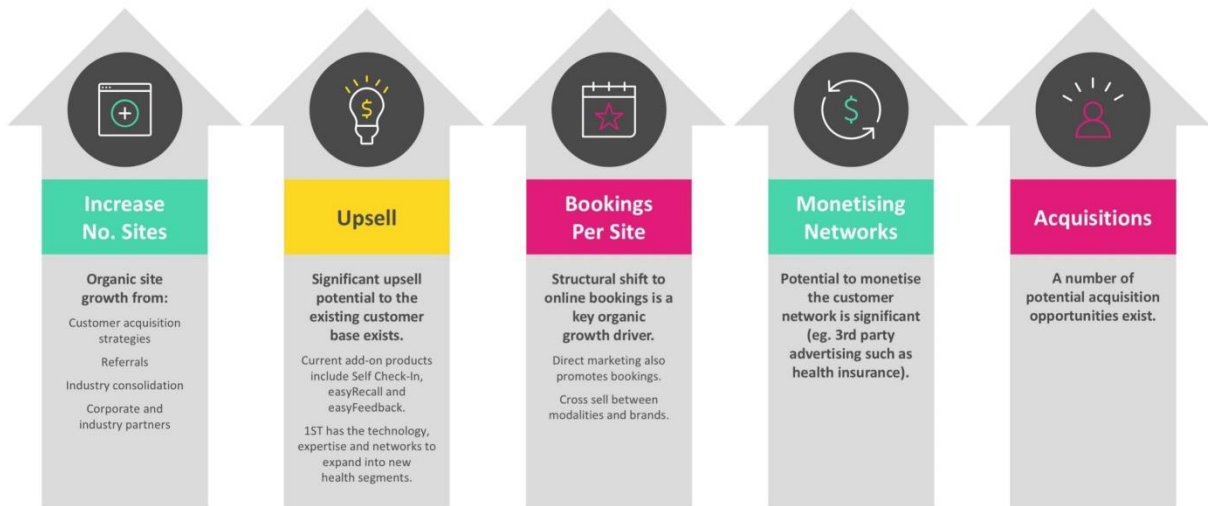 Increase
No. Sites
Organic site
growth from:
Customer acquisition
strategies
Referrals
Industry consolidation
Corporate and
industry partners
Upsell
Significant upsell
potential to the
existing customer
base exists.
Current add-on products
include Self Check-In,
easyRecall and
easyFeedback.
1ST has the technology,
expertise and networks to
expand into new
health segments.
Bookings
Per Site
Structural shift to
online bookings is a
key organic
growth driver.
Direct marketing also
promotes bookings.
Cross sell between
modalities and brands.
Monetising
Networks
Potential to monetise
the customer
network is significant
(eg. 3rd party
advertising such as
health insurance).
Acquisitions
A number of
potential acquisition
opportunities exist.